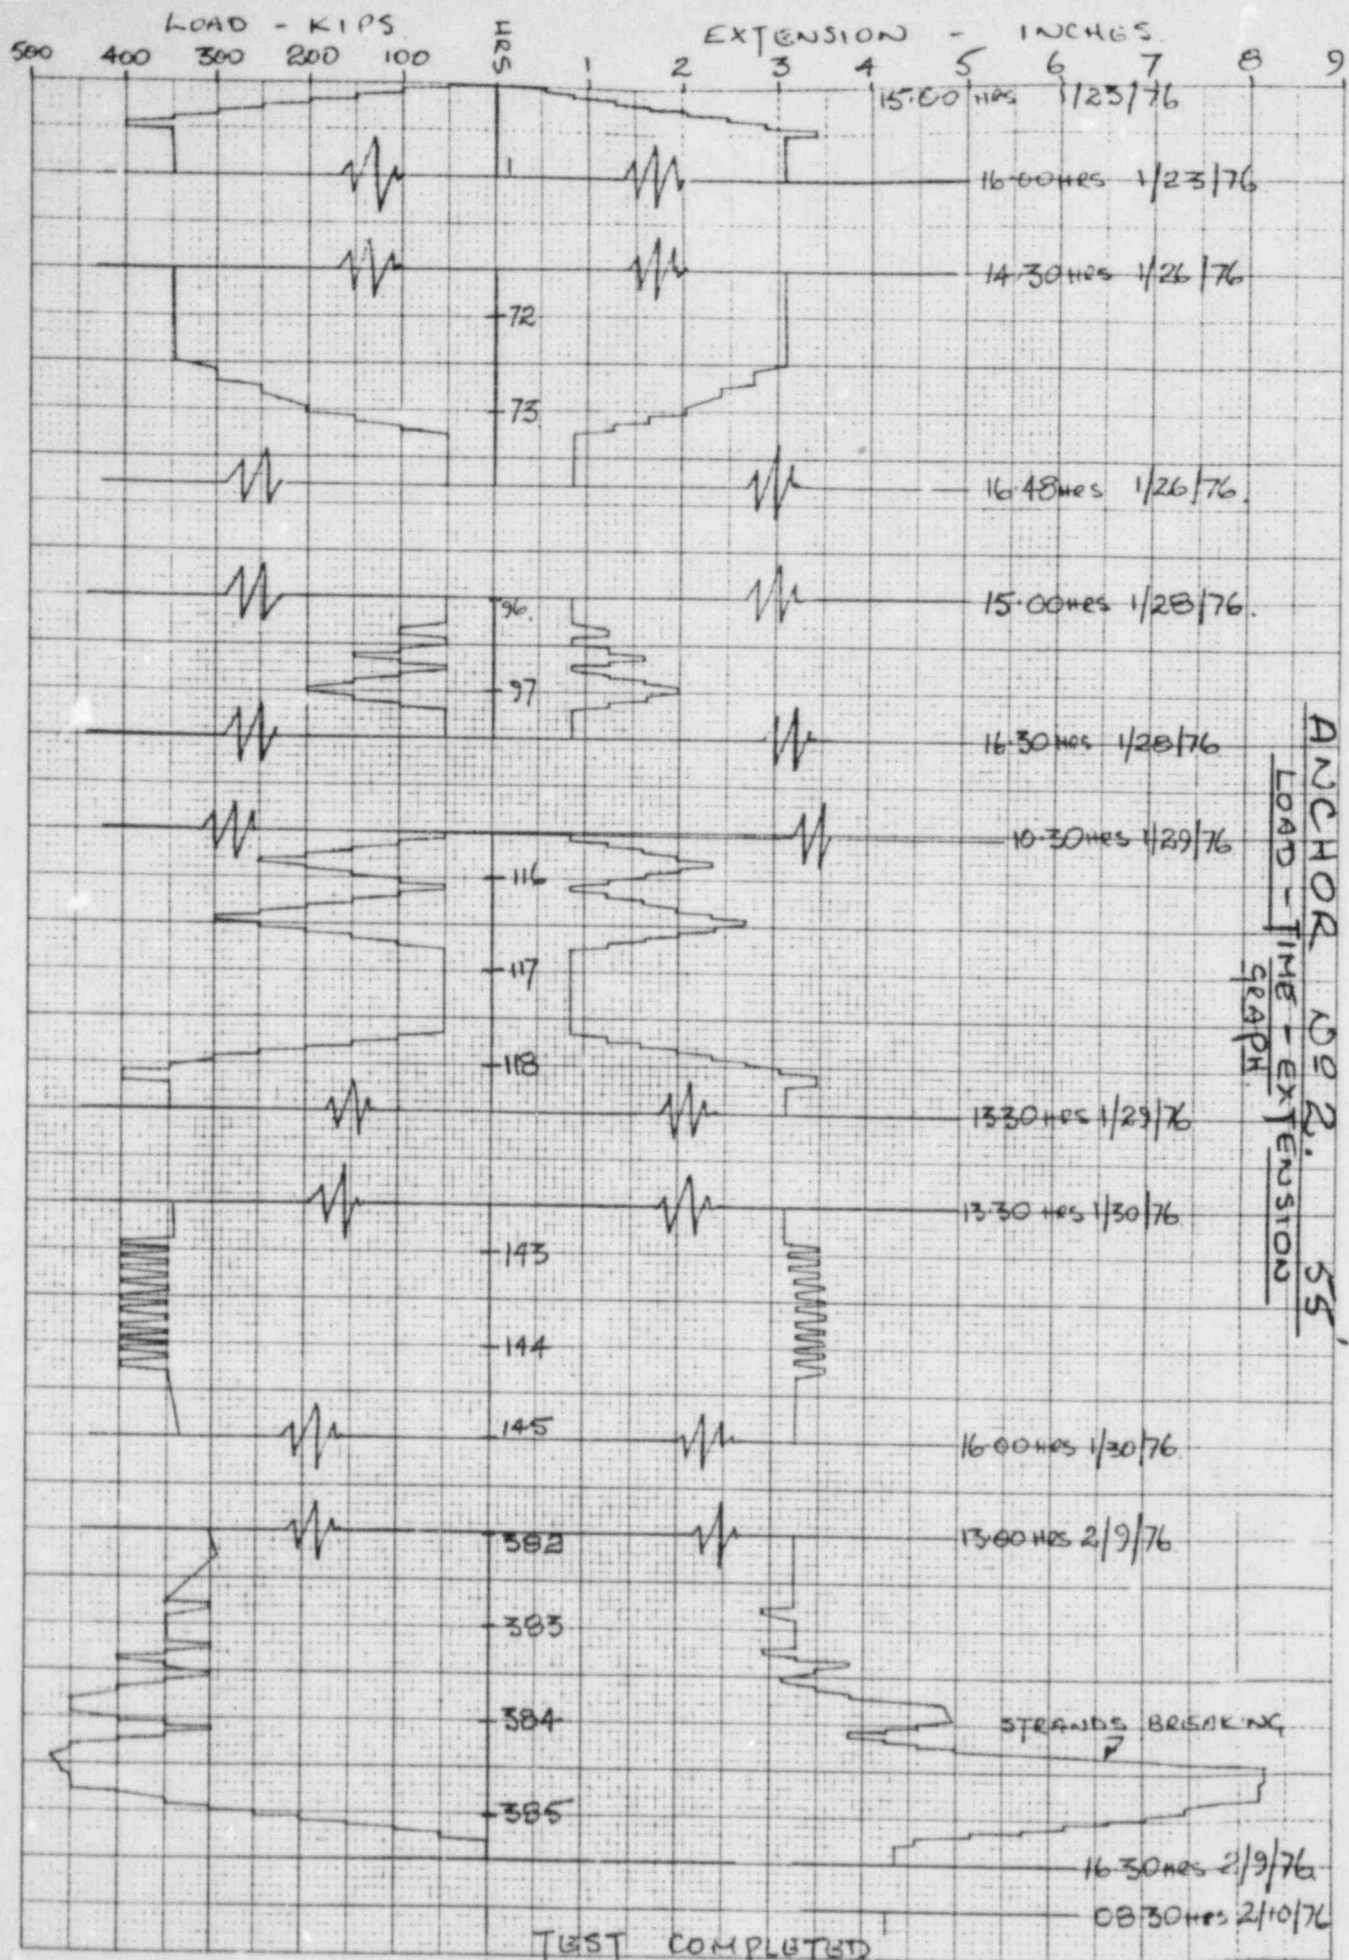 LOAD - KIPS.
EXTENSION - INCHES.
500 400 300 200 100 HRS 1 2 3 4 5 6 7 8 9
15.00 HRS 1/23/76
1
16.00 HRS 1/23/76
14.30 HRS 1/26/76
72
73
16.48 HRS 1/26/76.
96
15.00 HRS 1/28/76.
97
16.30 HRS 1/28/76
10.30 HRS 1/29/76
116
117
118
13.30 HRS 1/29/76
13.30 HRS 1/30/76
143
144
145
16.00 HRS 1/30/76.
382
13.00 HRS 2/9/76
383
384
STRANDS BREAKING
385
16.30 HRS 2/9/76
08.30 HRS 2/10/76
TEST COMPLETED
ANCHOR Nº 2. 55'
LOAD - TIME - EXTENSION
GRAPH